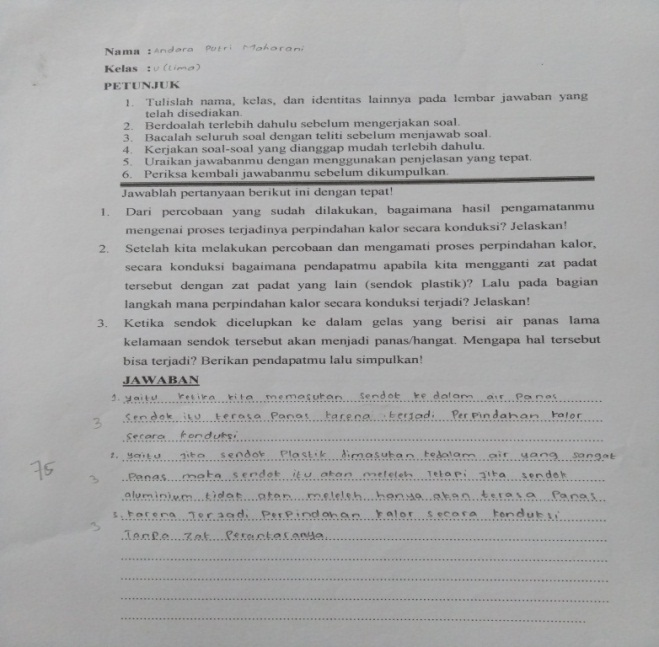 Nama : Andara Putri Maharani
Kelas : V (Lima)
PETUNJUK
1. Tulislah nama, kelas, dan identitas lainnya pada lembar jawaban yang
telah disediakan.
2. Berdoalah terlebih dahulu sebelum mengerjakan soal.
3. Bacalah seluruh soal dengan teliti sebelum menjawab soal.
4. Kerjakan soal-soal yang dianggap mudah terlebih dahulu.
5. Uraikan jawabanmu dengan menggunakan penjelasan yang tepat.
6. Periksa kembali jawabanmu sebelum dikumpulkan.
Jawablah pertanyaan berikut ini dengan tepat!
1. Dari percobaan yang sudah dilakukan, bagaimana hasil pengamatanmu
mengenai proses terjadinya perpindahan kalor secara konduksi? Jelaskan!
2. Setelah kita melakukan percobaan dan mengamati proses perpindahan kalor,
secara konduksi bagaimana pendapatmu apabila kita mengganti zat padat
tersebut dengan zat padat yang lain (sendok plastik)? Lalu pada bagian
langkah mana perpindahan kalor secara konduksi terjadi? Jelaskan!
3. Ketika sendok dicelupkan ke dalam gelas yang berisi air panas lama
kelamaan sendok tersebut akan menjadi panas/hangat. Mengapa hal tersebut
bisa terjadi? Berikan pendapatmu lalu simpulkan!
JAWABAN
1. yaitu ketika kita memasukan sendok ke dalam air panas
3 sendok itu terasa Panas karena terjadi Perpindahan kalor
secara konduksi
2. yaitu jika sendok Plastik dimasukan kedalam air yang sangat
75 3 Panas maka sendok itu akan meleleh Tetapi jika sendok
aluminium tidak akan meleleh hanya akan terasa Panas
3. karena Terjadi Perpindahan kalor secara konduksi
3 Tanpa zat Perantaranya